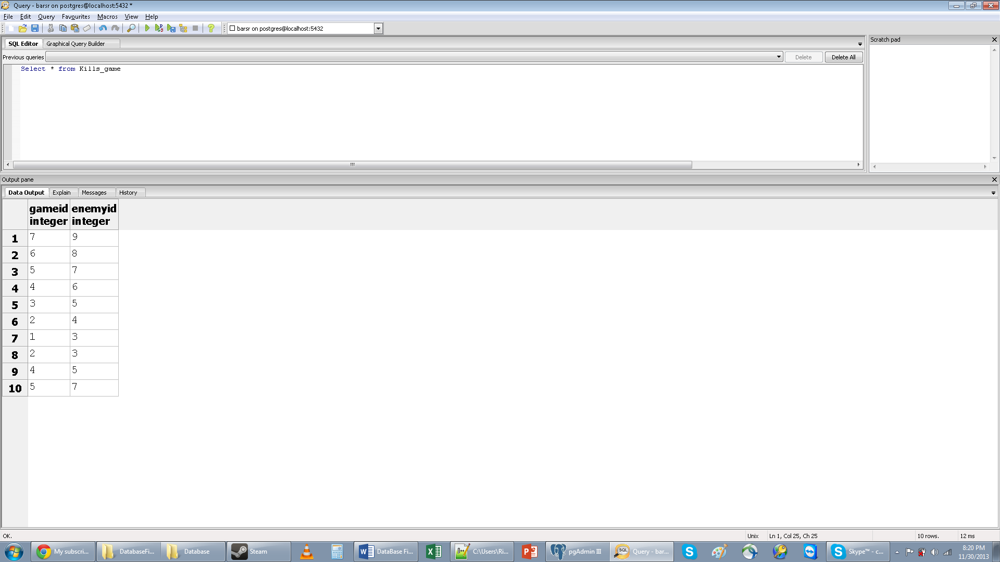 Query - barsr on postgres@localhost:5432 *
File Edit Query Favourites Macros View Help
barsr on postgres@localhost:5432
SQL Editor Graphical Query Builder
Scratch pad
Previous queries Delete Delete All
Select * from Kills_game
Output pane
Data Output Explain Messages History
gameid enemyid
integer integer
1 7 9
2 6 8
3 5 7
4 4 6
5 3 5
6 2 4
7 1 3
8 2 3
9 4 5
10 5 7
OK. Unix Ln 1, Col 25, Ch 25 10 rows. 12 ms
My subscri... DatabaseFi... Database Steam DataBase Fi... C:\Users\Ri... pgAdmin III Query - bar... Skype™ - c... 8:20 PM
11/30/2013